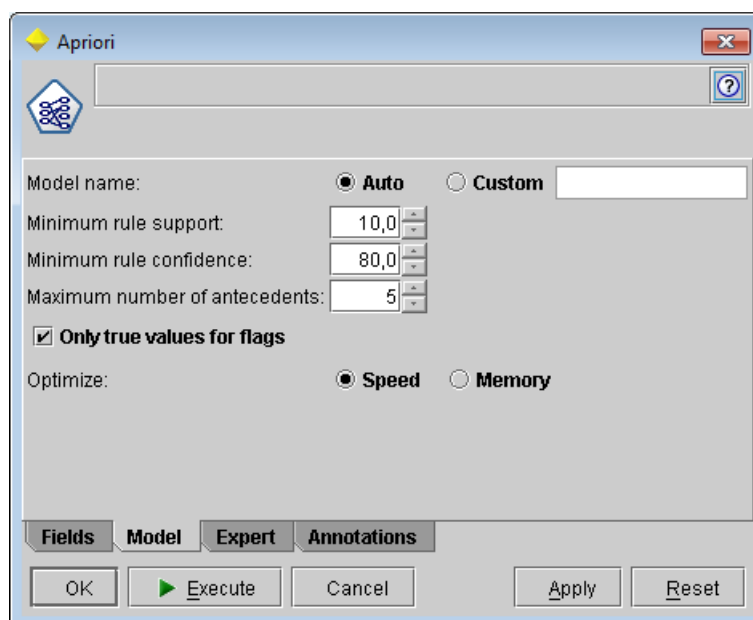 Apriori
Model name: Auto Custom
Minimum rule support: 10,0
Minimum rule confidence: 80,0
Maximum number of antecedents: 5
Only true values for flags
Optimize: Speed Memory
Fields Model Expert Annotations
OK Execute Cancel Apply Reset